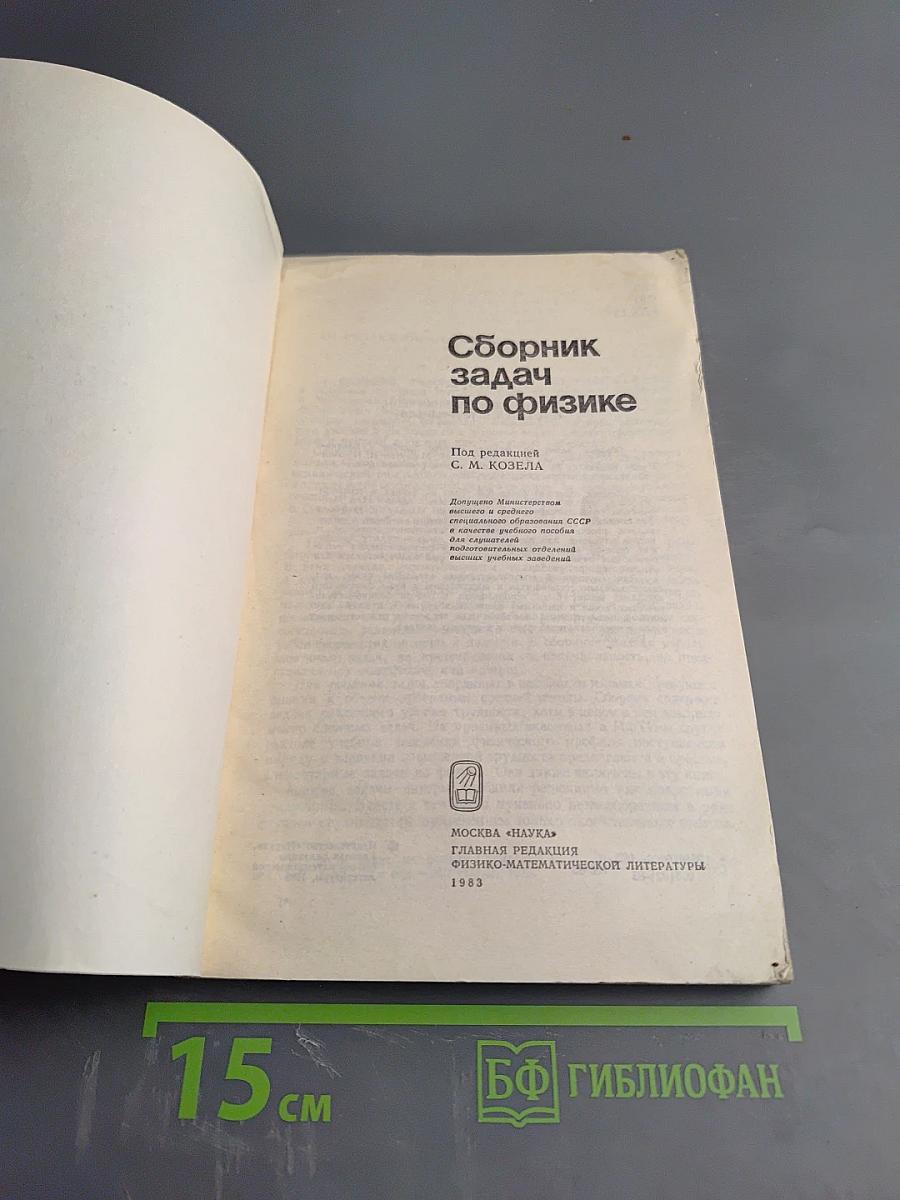 Сборник
задач
по физике
Под редакцией
С. М. КОЗЕЛА
Допущено Министерством
высшего и среднего
специального образования СССР
в качестве учебного пособия
для слушателей
подготовительных отделений
высших учебных заведений
МОСКВА «НАУКА»
ГЛАВНАЯ РЕДАКЦИЯ
ФИЗИКО-МАТЕМАТИЧЕСКОЙ ЛИТЕРАТУРЫ
1983
15 см
БФ ГИБЛИОФАН